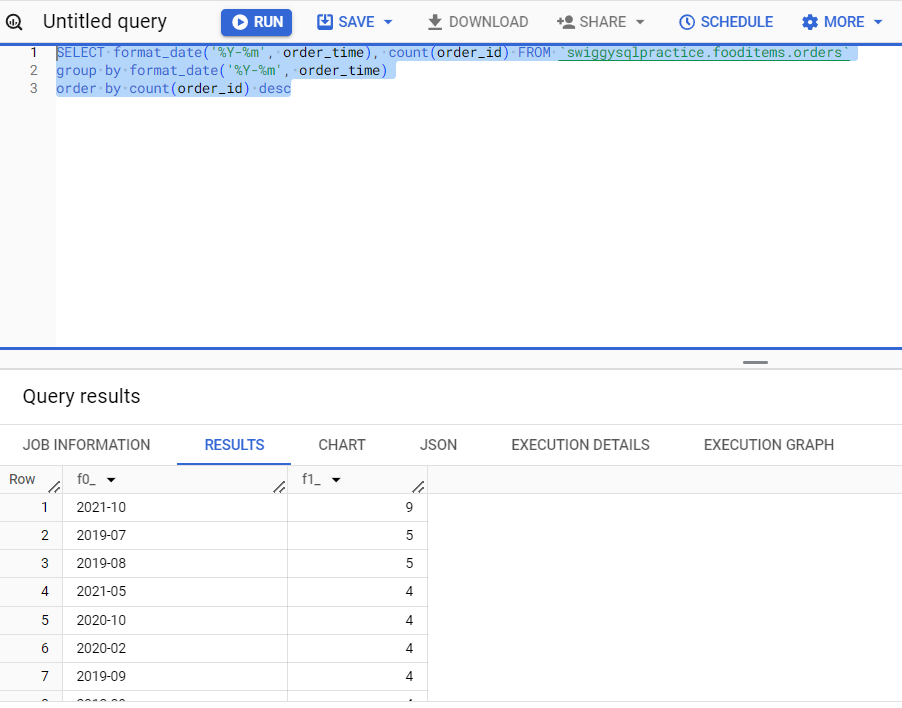 Untitled query RUN SAVE DOWNLOAD SHARE SCHEDULE MORE
1 SELECT format_date('%Y-%m', order_time), count(order_id) FROM `swiggysqlpractice.fooditems.orders`
2 group by format_date('%Y-%m', order_time)
3 order by count(order_id) desc
Query results
JOB INFORMATION RESULTS CHART JSON EXECUTION DETAILS EXECUTION GRAPH
Row f0_ f1_
1 2021-10 9
2 2019-07 5
3 2019-08 5
4 2021-05 4
5 2020-10 4
6 2020-02 4
7 2019-09 4